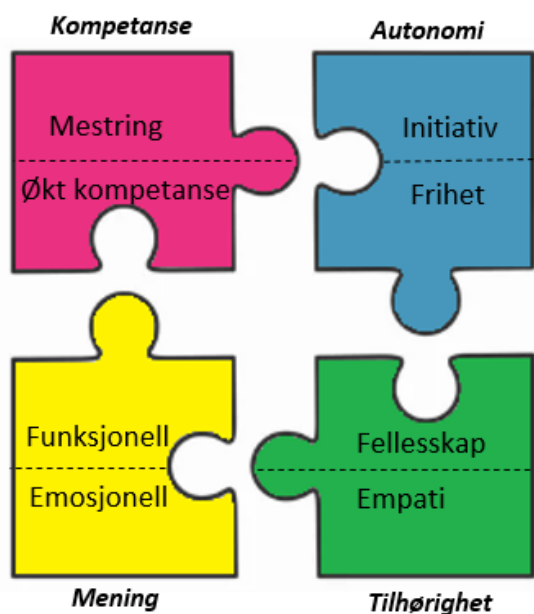 Kompetanse
Autonomi
Mestring
Økt kompetanse
Initiativ
Frihet
Funksjonell
Emosjonell
Fellesskap
Empati
Mening
Tilhørighet